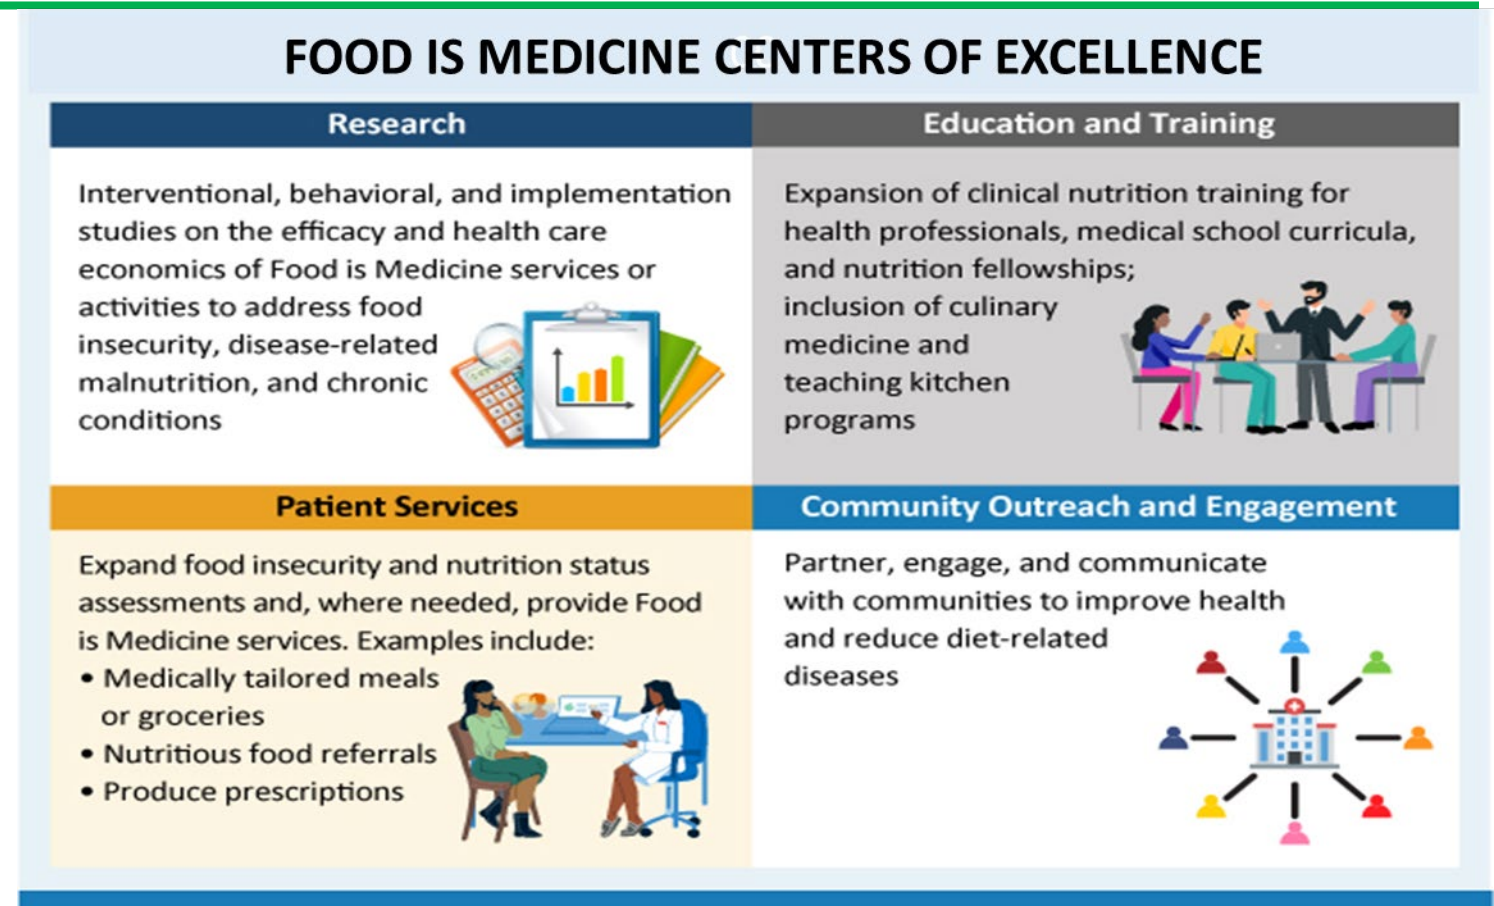 FOOD IS MEDICINE CENTERS OF EXCELLENCE
Research
Interventional, behavioral, and implementation
studies on the efficacy and health care
economics of Food is Medicine services or
activities to address food
insecurity, disease-related
malnutrition, and chronic
conditions
Education and Training
Expansion of clinical nutrition training for
health professionals, medical school curricula,
and nutrition fellowships;
inclusion of culinary
medicine and
teaching kitchen
programs
Patient Services
Expand food insecurity and nutrition status
assessments and, where needed, provide Food
is Medicine services. Examples include:
• Medically tailored meals
or groceries
• Nutritious food referrals
• Produce prescriptions
Community Outreach and Engagement
Partner, engage, and communicate
with communities to improve health
and reduce diet-related
diseases